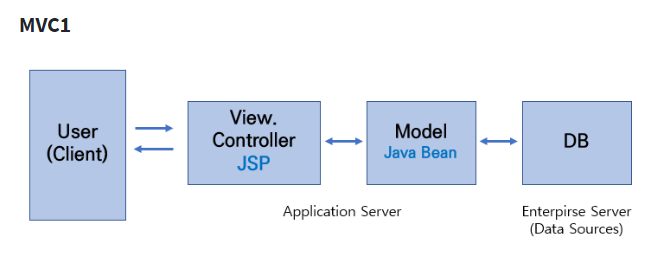 MVC1
User
(Client)
View.
Controller
JSP
Model
Java Bean
DB
Application Server
Enterpirse Server
(Data Sources)